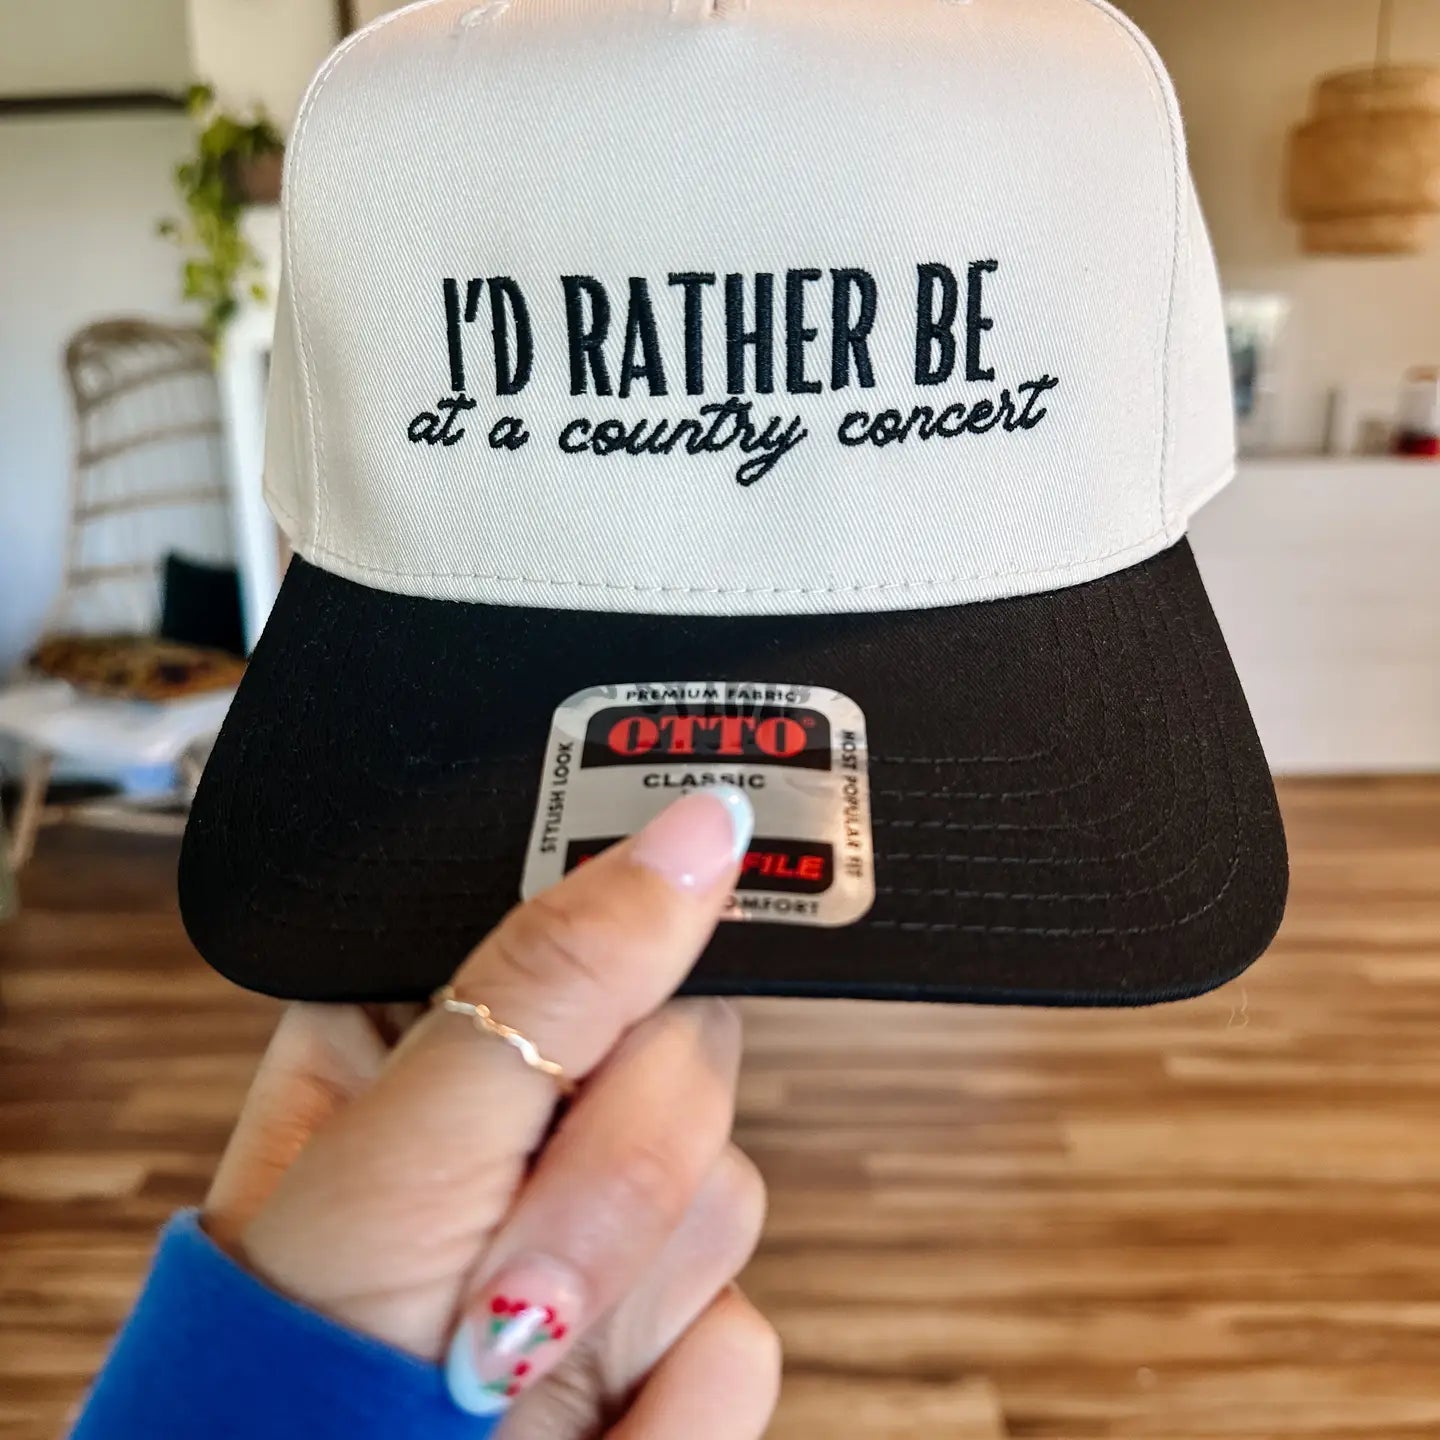 I'D RATHER BE
at a country concert
PREMIUM FABRIC
OTTO®
CLASSIC
STYLISH LOOK
MOST POPULAR FIT